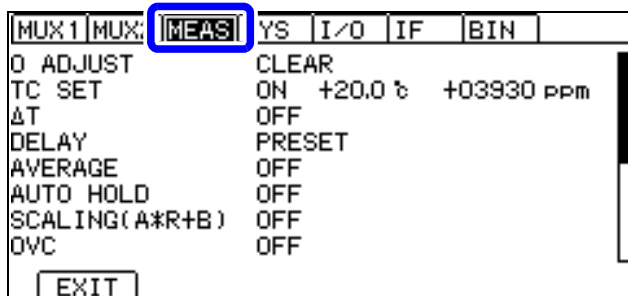 MUX1 MUX: MEAS YS I/O IF BIN
0 ADJUST CLEAR
TC SET ON +20.0 ℃ +03930 ppm
ΔT OFF
DELAY PRESET
AVERAGE OFF
AUTO HOLD OFF
SCALING(A*R+B) OFF
OVC OFF
EXIT